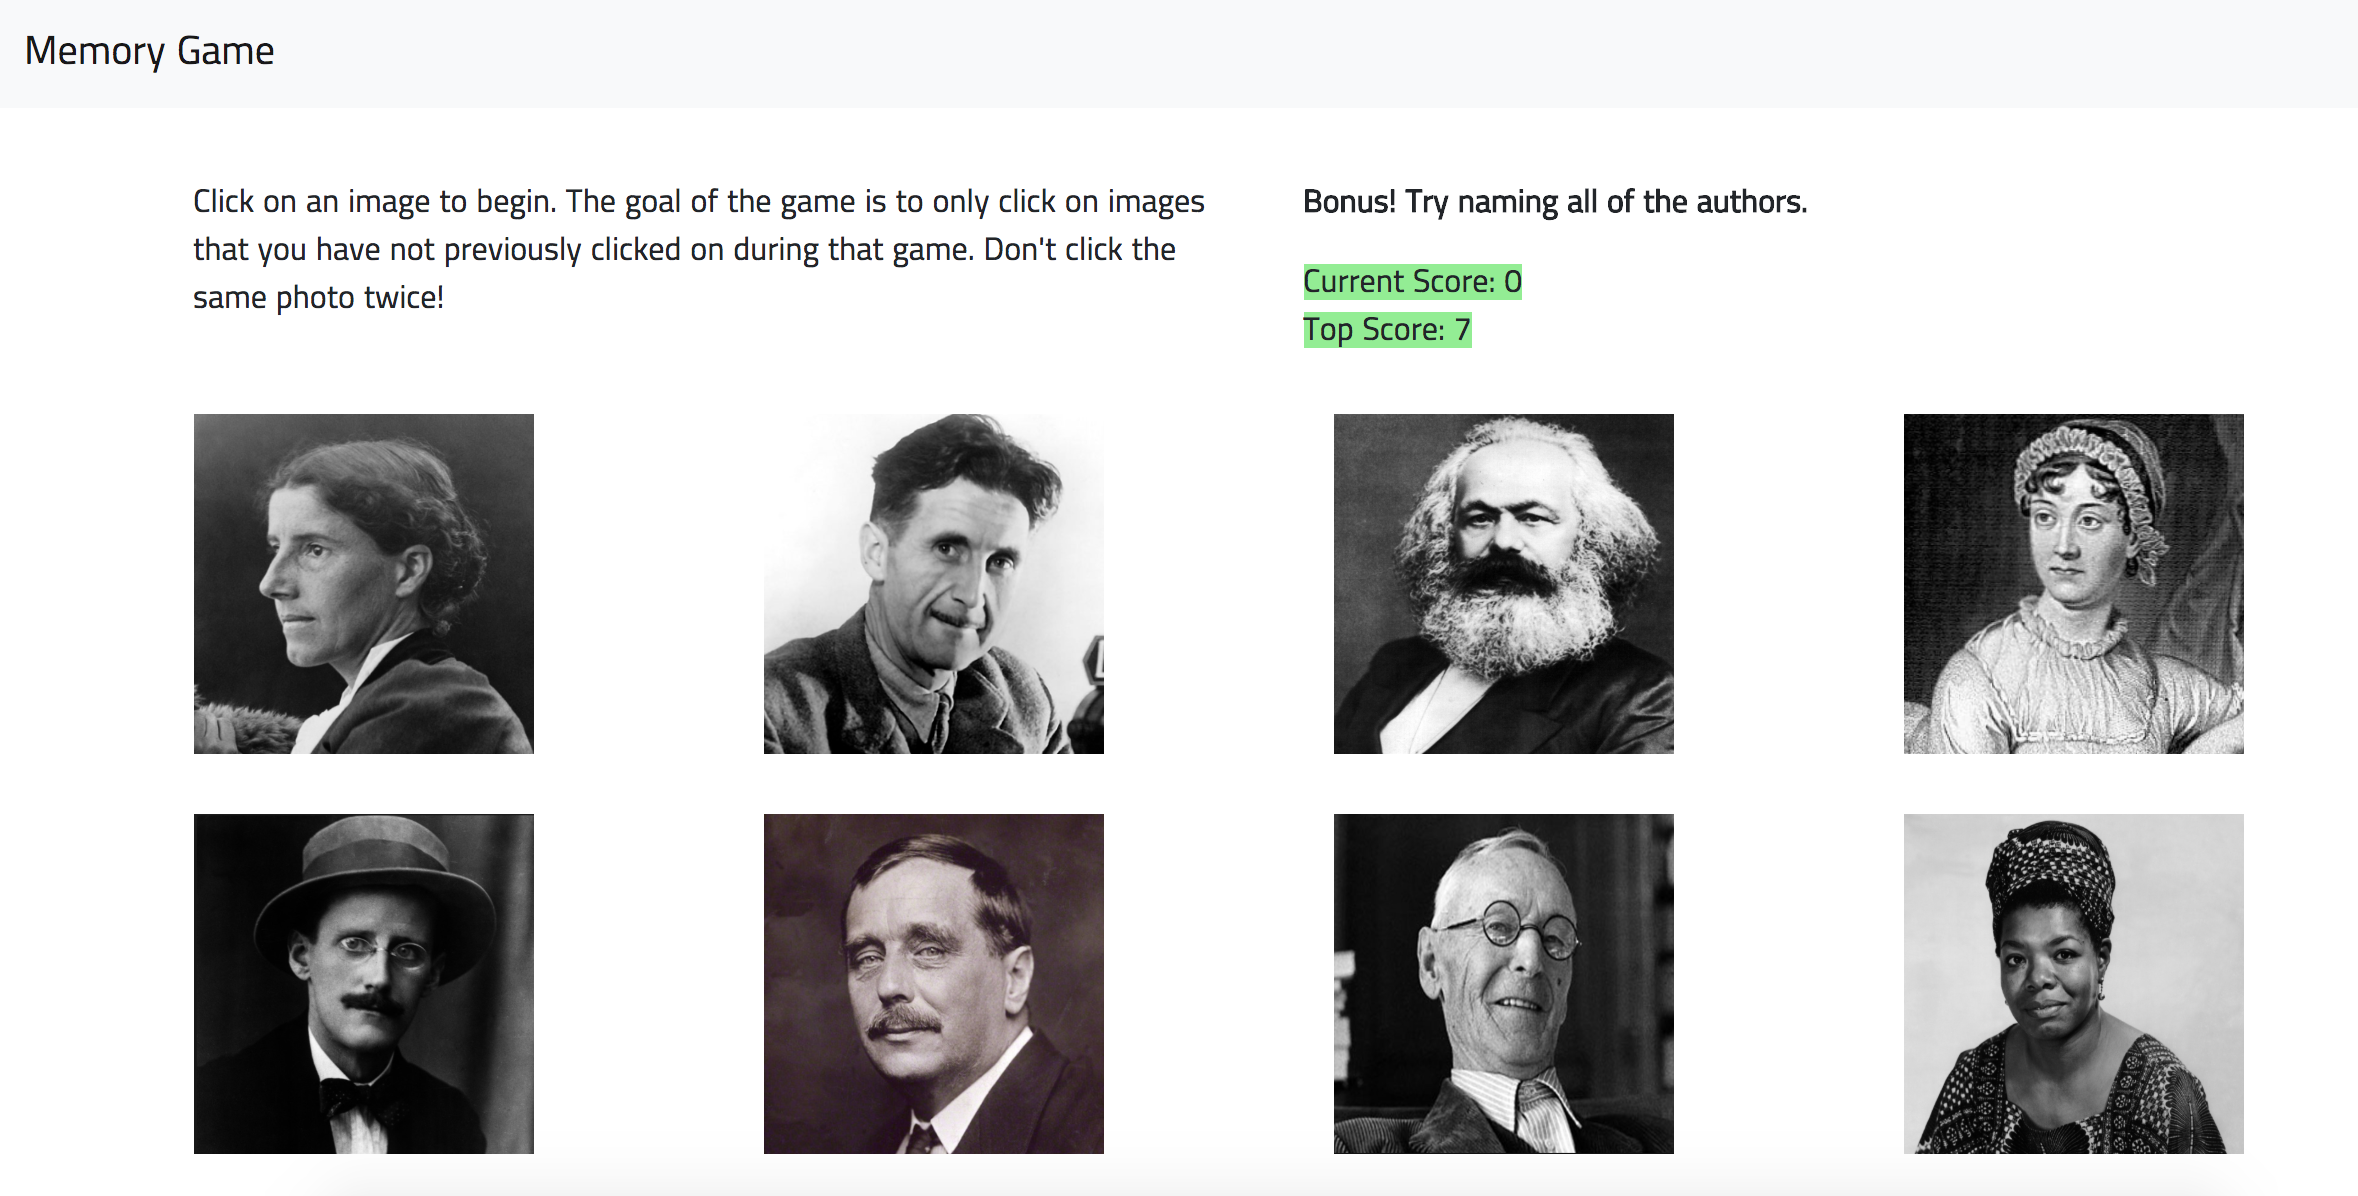 Memory Game
Click on an image to begin. The goal of the game is to only click on images
that you have not previously clicked on during that game. Don't click the
same photo twice!
Bonus! Try naming all of the authors.
Current Score: 0
Top Score: 7